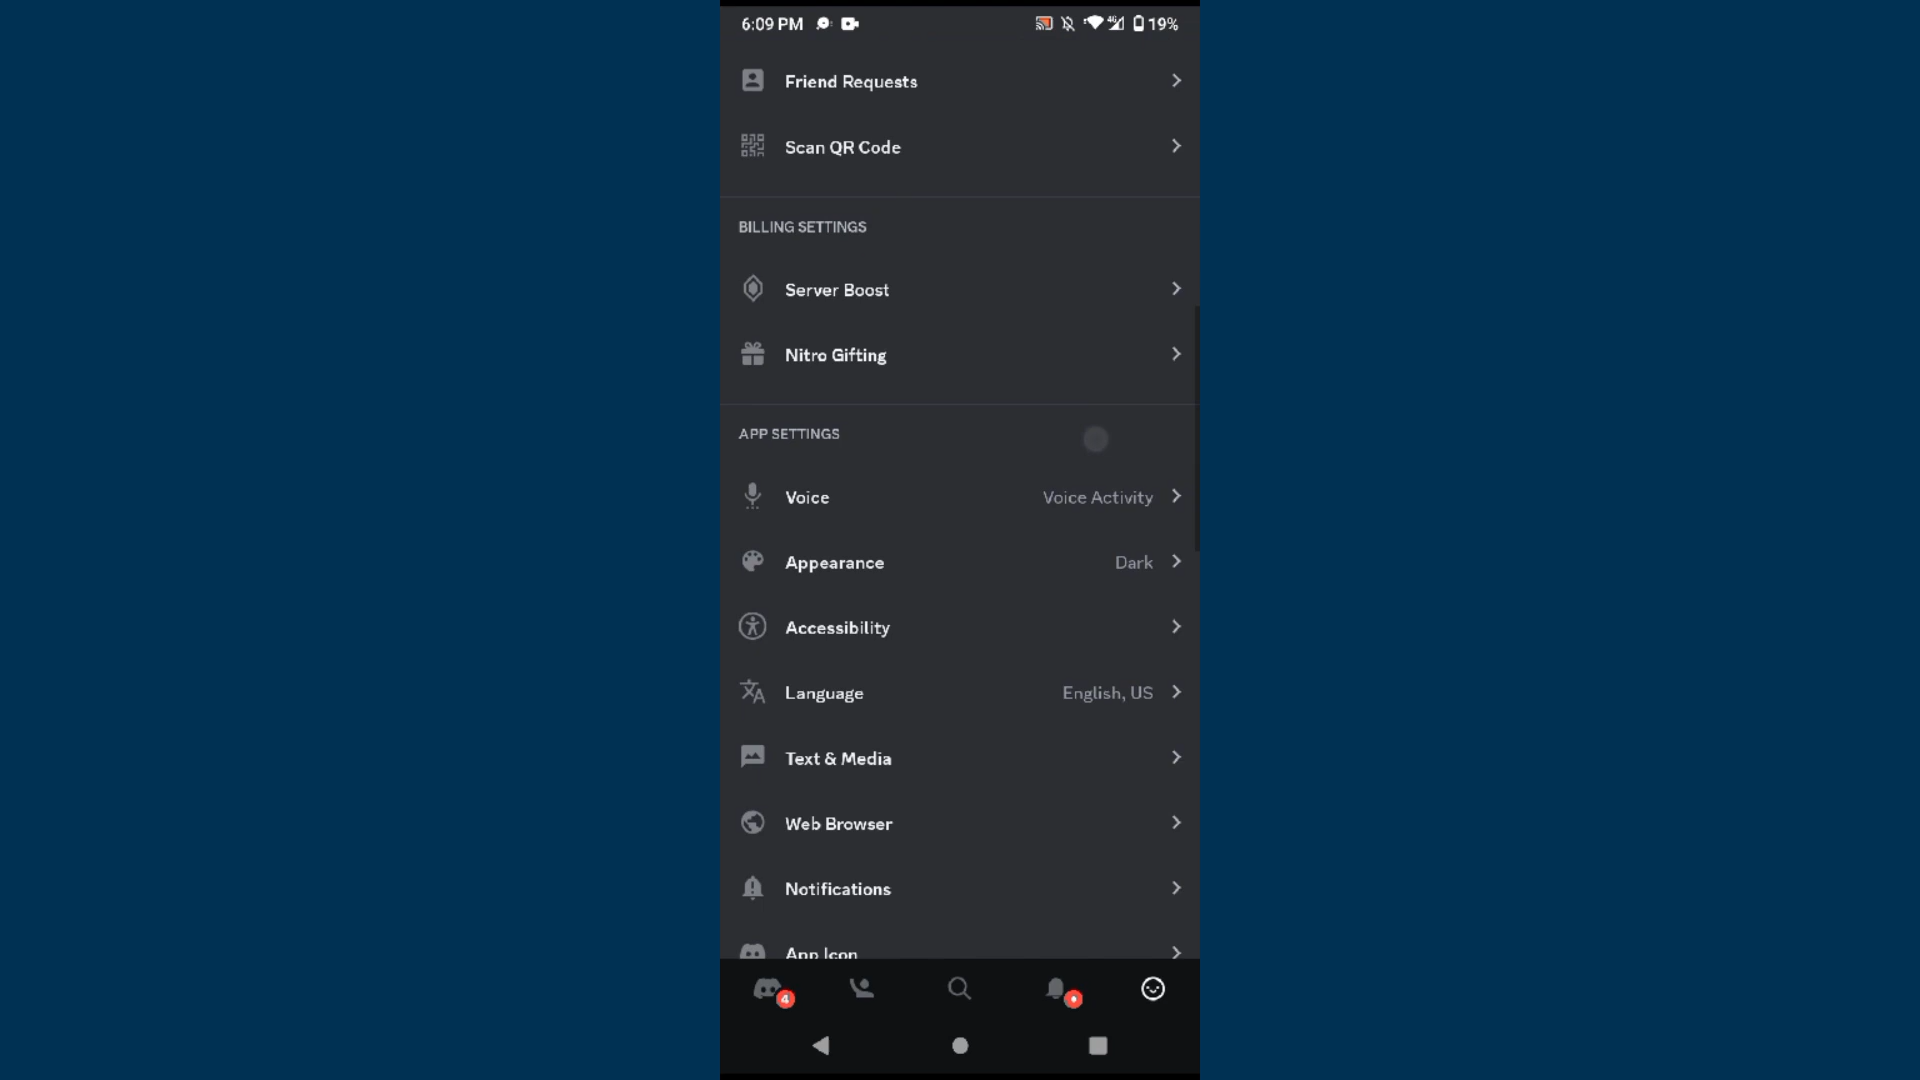 6:09 PM 4G 19%
Friend Requests
Scan QR Code
BILLING SETTINGS
Server Boost
Nitro Gifting
APP SETTINGS
Voice Voice Activity
Appearance Dark
Accessibility
Language English, US
Text & Media
Web Browser
Notifications
App Icon
4